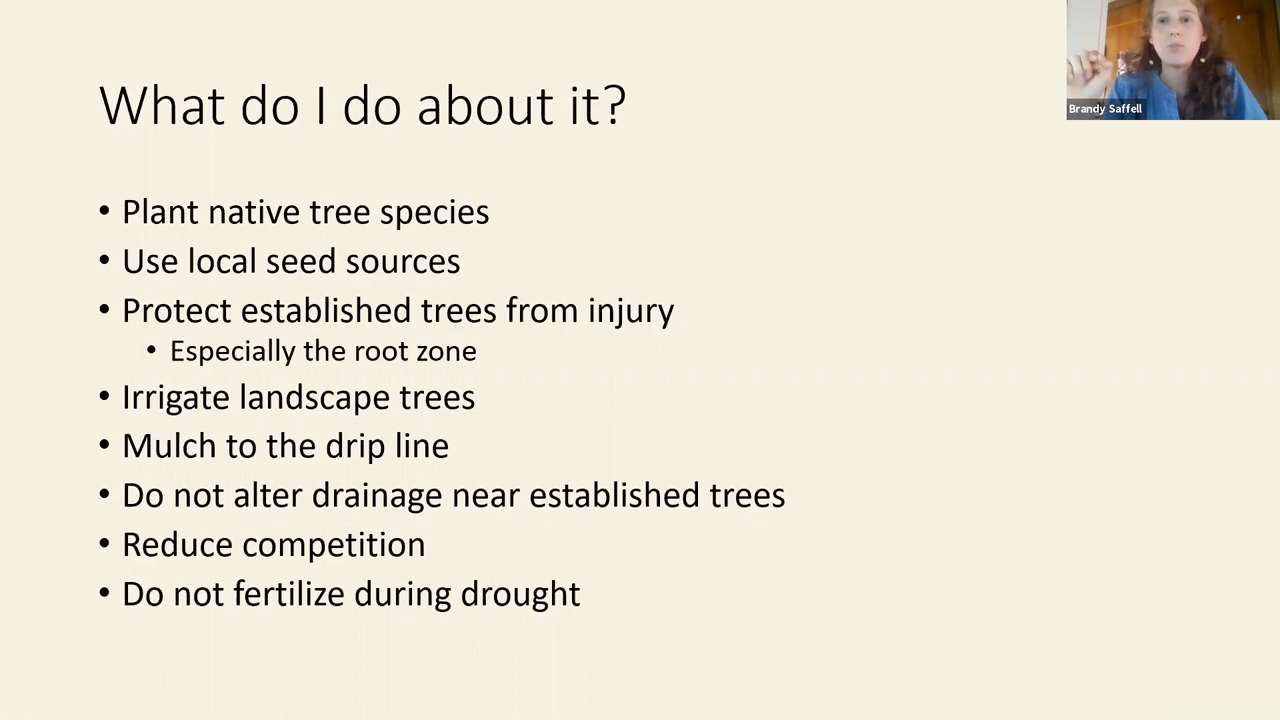 What do I do about it?
Brandy Saffell
• Plant native tree species
• Use local seed sources
• Protect established trees from injury
• Especially the root zone
• Irrigate landscape trees
• Mulch to the drip line
• Do not alter drainage near established trees
• Reduce competition
• Do not fertilize during drought